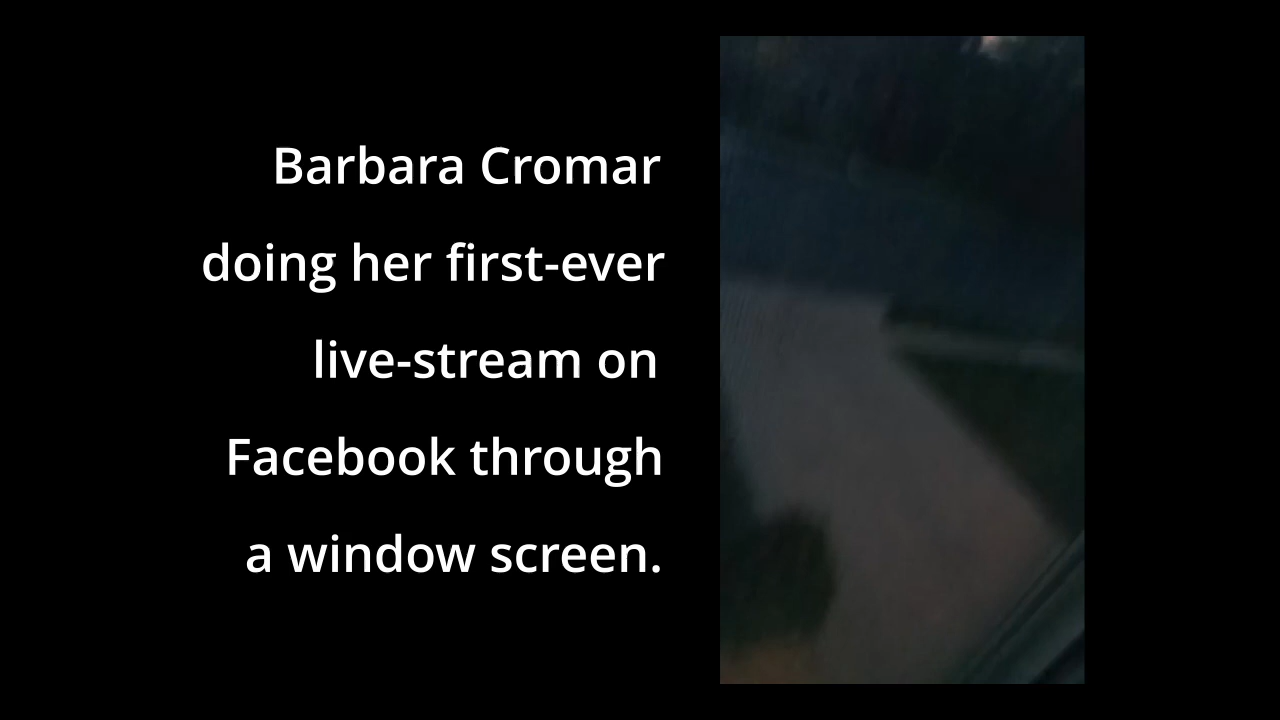 Barbara Cromar
doing her first-ever
live-stream on
Facebook through
a window screen.